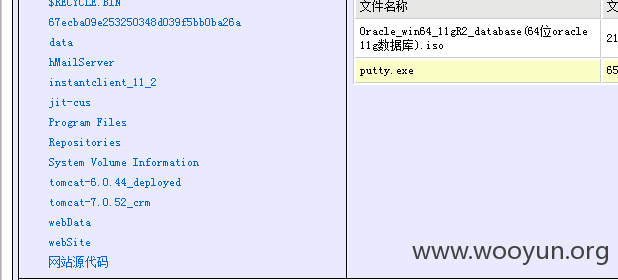 $RECYCLE.BIN
67ecba09e253250348d039f5bb0ba26a
data
hMailServer
instantclient_11_2
jit-cus
Program Files
Repositories
System Volume Information
tomcat-6.0.44_deployed
tomcat-7.0.52_crm
webData
webSite
网站源代码
文件名称
文
Oracle_win64_11gR2_database(64位oracle
11g数据库).iso
21
putty.exe
65
www.wooyun.org